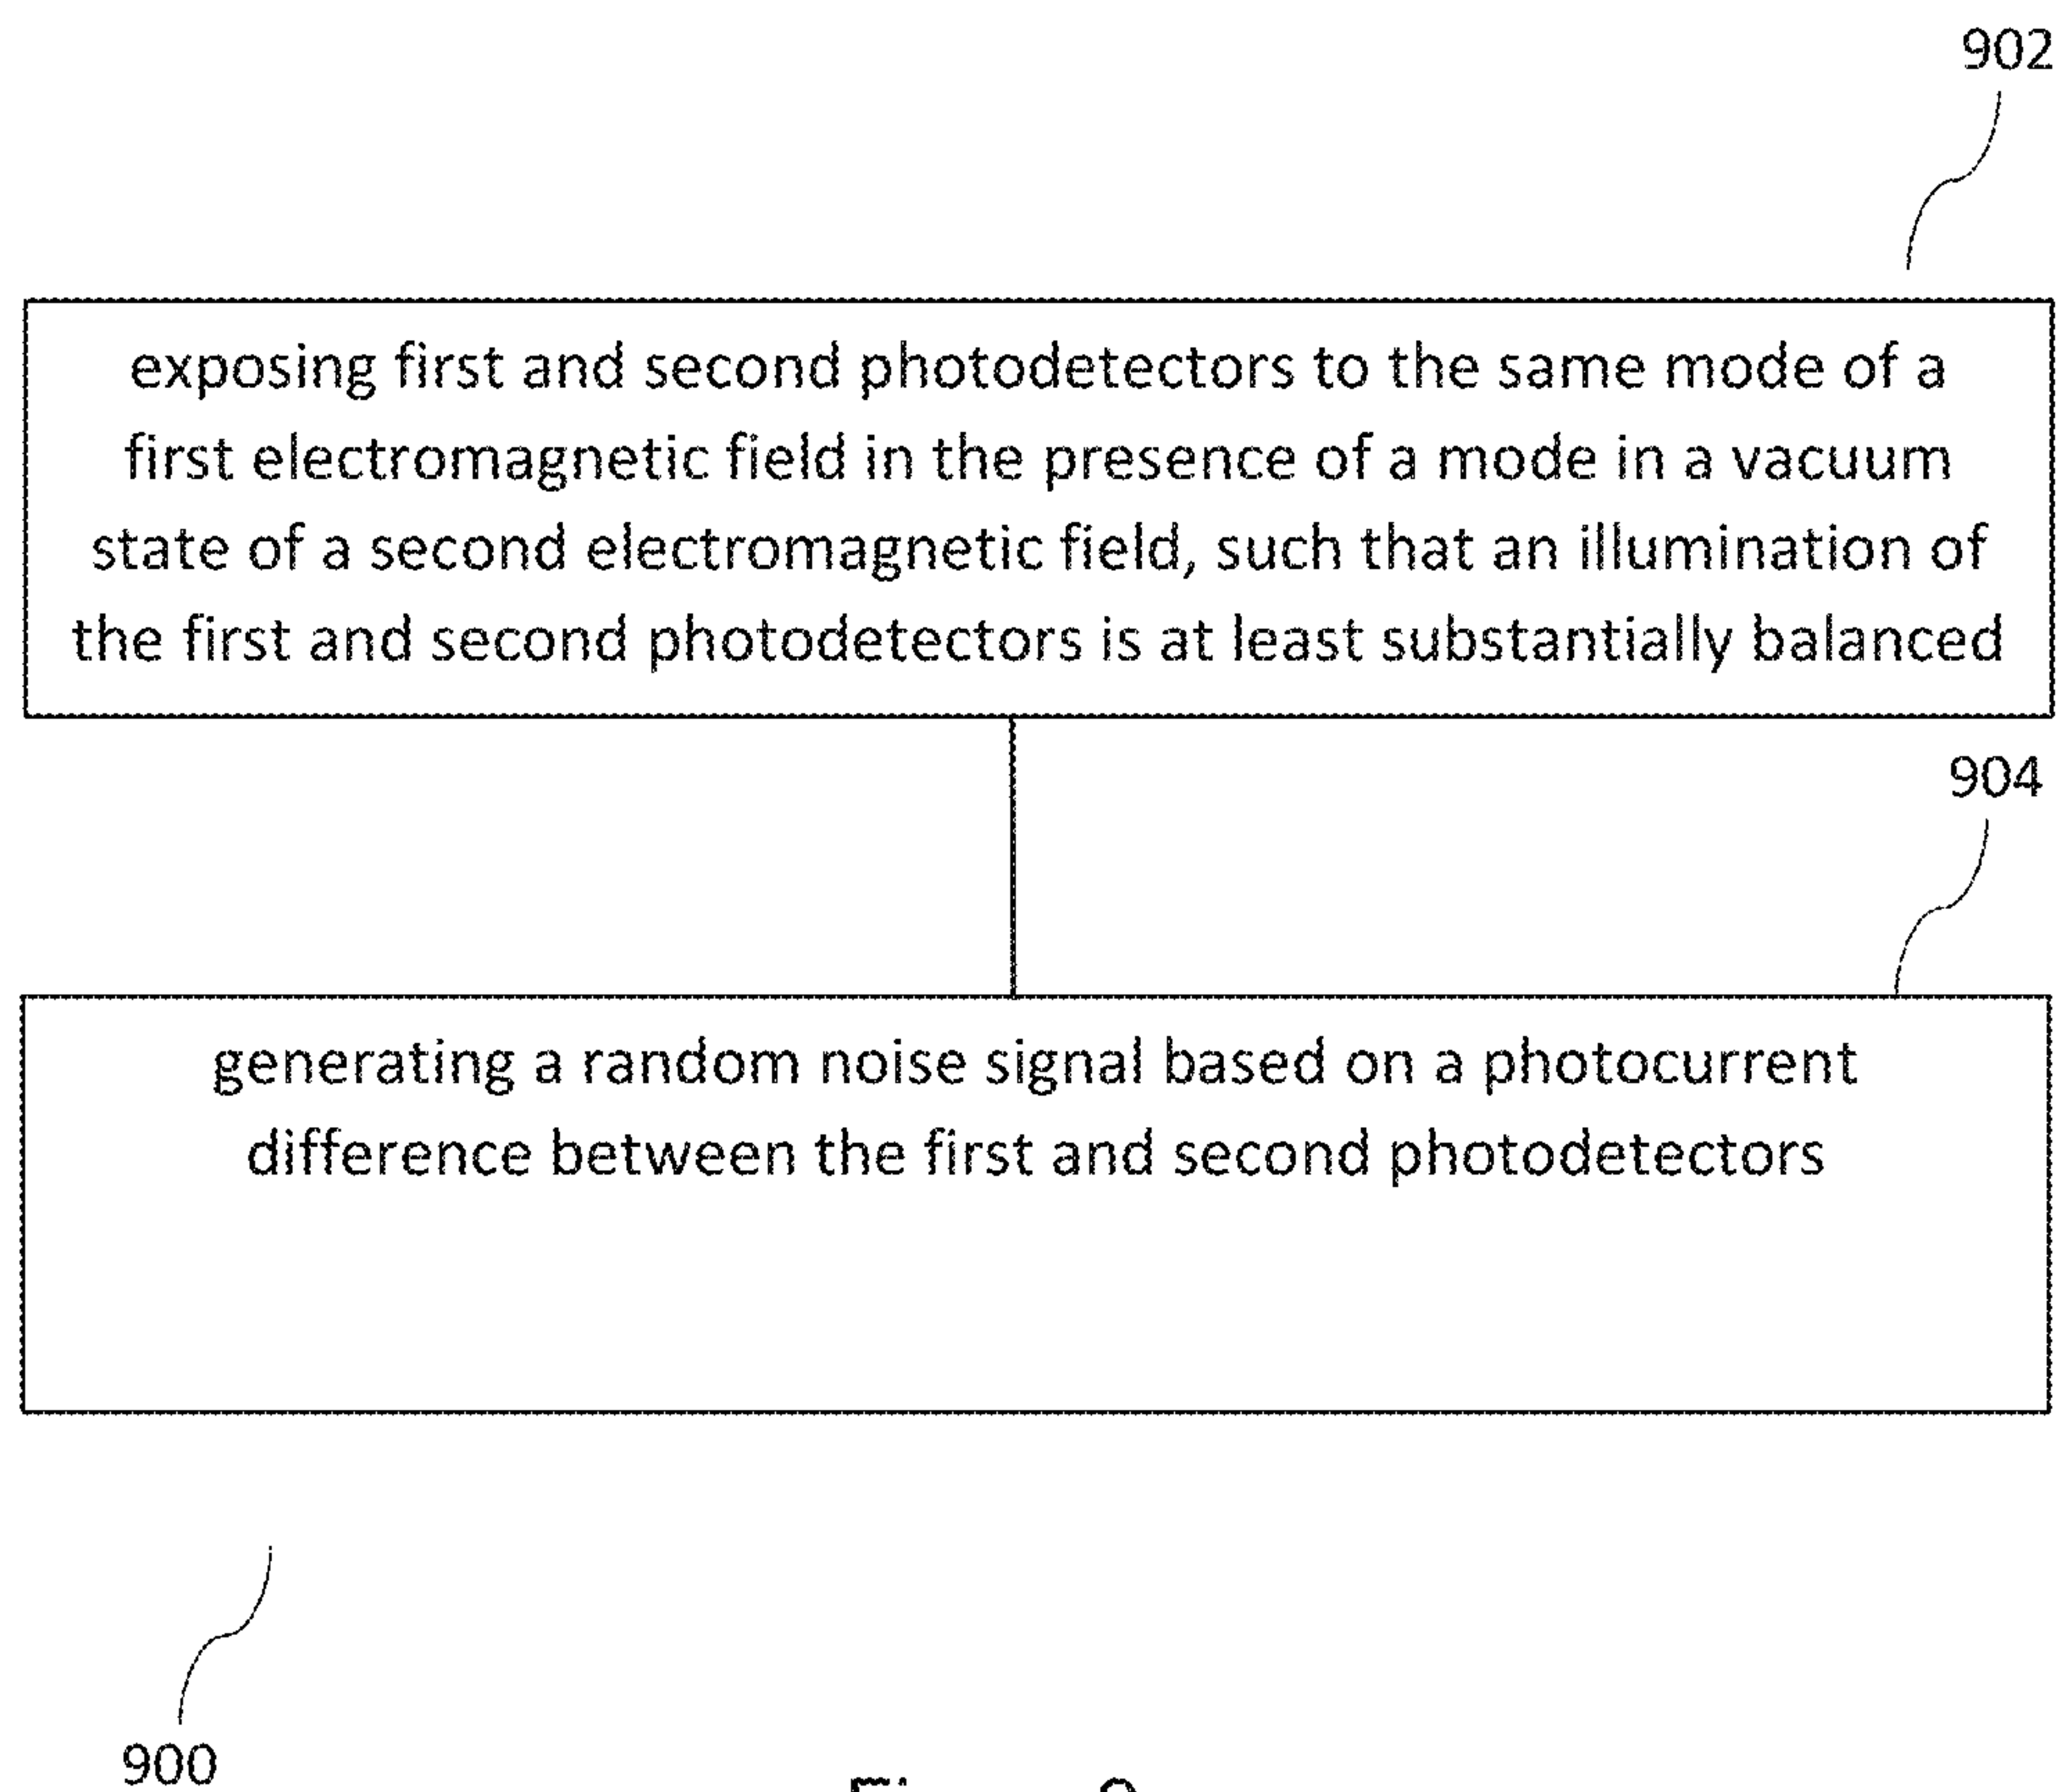 902
exposing first and second photodetectors to the same mode of a
first electromagnetic field in the presence of a mode in a vacuum
state of a second electromagnetic field, such that an illumination of
the first and second photodetectors is at least substantially balanced
904
generating a random noise signal based on a photocurrent
difference between the first and second photodetectors
900